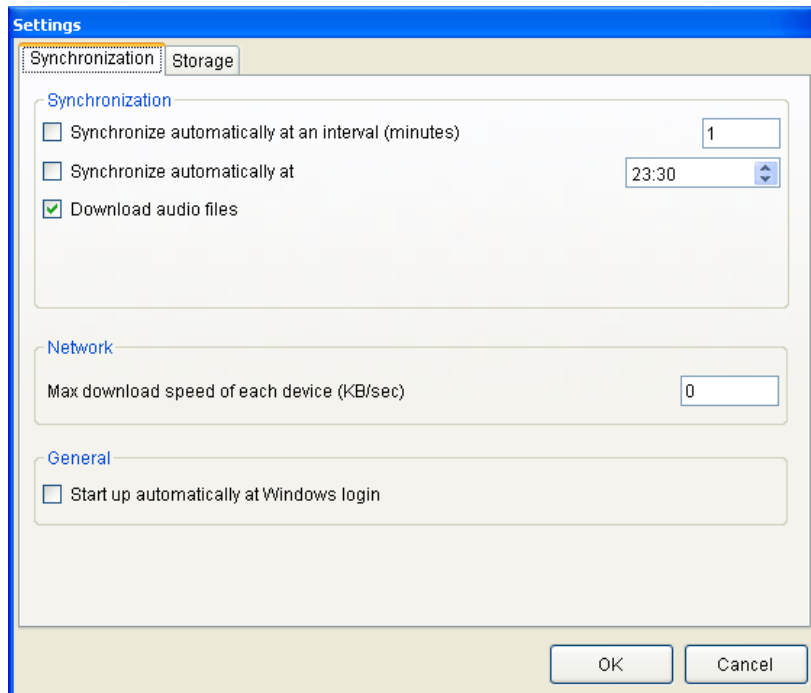 Settings
Synchronization Storage
Synchronization
Synchronize automatically at an interval (minutes) 1
Synchronize automatically at 23:30
Download audio files
Network
Max download speed of each device (KB/sec) 0
General
Start up automatically at Windows login
OK Cancel